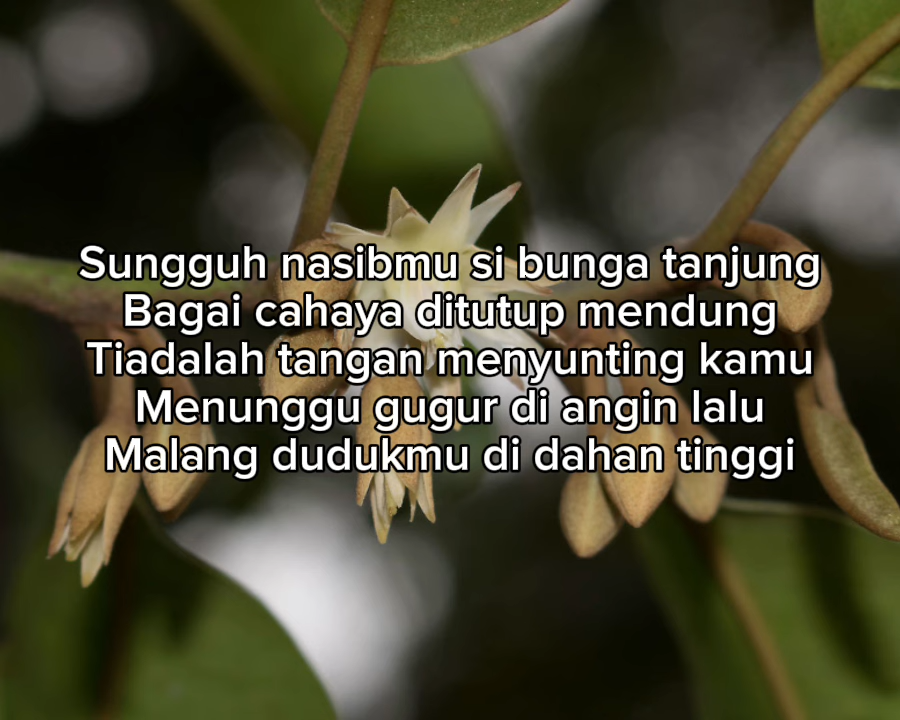 Sungguh nasibmu si bunga tanjung
Bagai cahaya ditutup mendung
Tiadalah tangan menyunting kamu
Menunggu gugur di angin lalu
Malang dudukmu di dahan tinggi